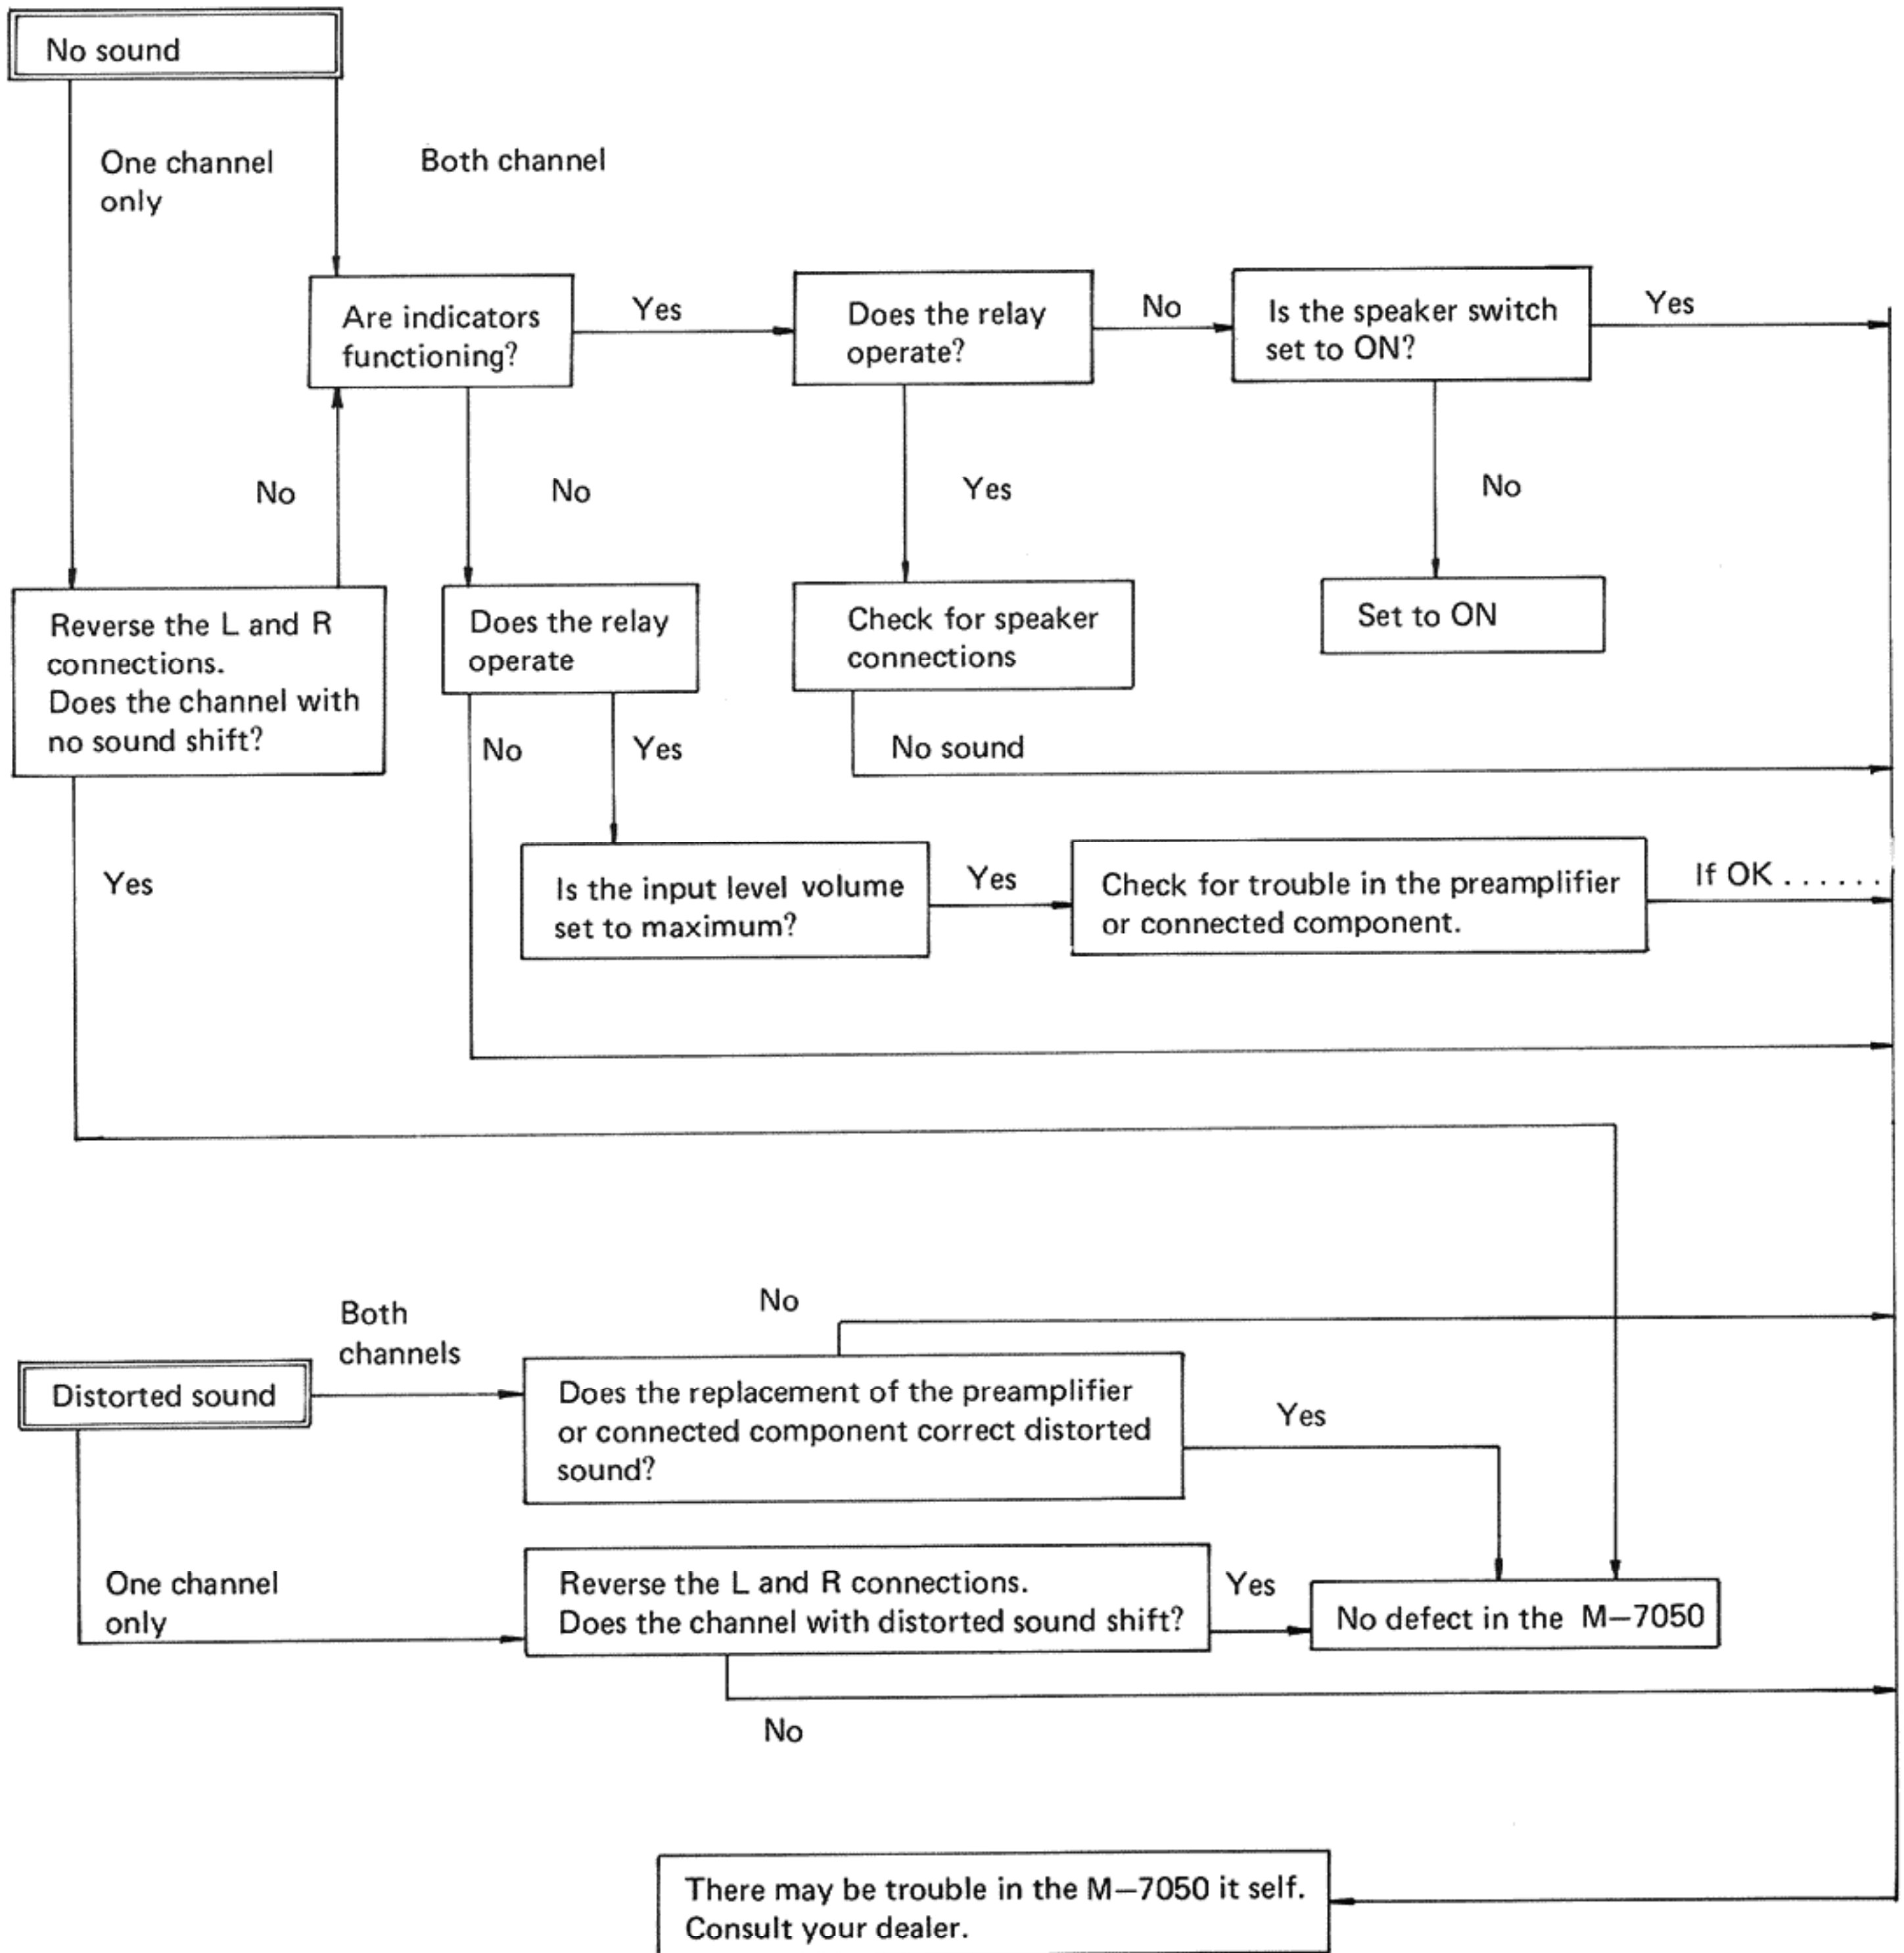 No sound
One channel
only
Both channel
Are indicators
functioning?
Yes
Does the relay
operate?
No
Is the speaker switch
set to ON?
Yes
No
No
Yes
No
Reverse the L and R
connections.
Does the channel with
no sound shift?
Does the relay
operate
Check for speaker
connections
Set to ON
No
Yes
No sound
Yes
Is the input level volume
set to maximum?
Yes
Check for trouble in the preamplifier
or connected component.
If OK . . . . . .
Both
channels
No
Distorted sound
Does the replacement of the preamplifier
or connected component correct distorted
sound?
Yes
One channel
only
Reverse the L and R connections.
Does the channel with distorted sound shift?
Yes
No defect in the M–7050
No
There may be trouble in the M–7050 it self.
Consult your dealer.